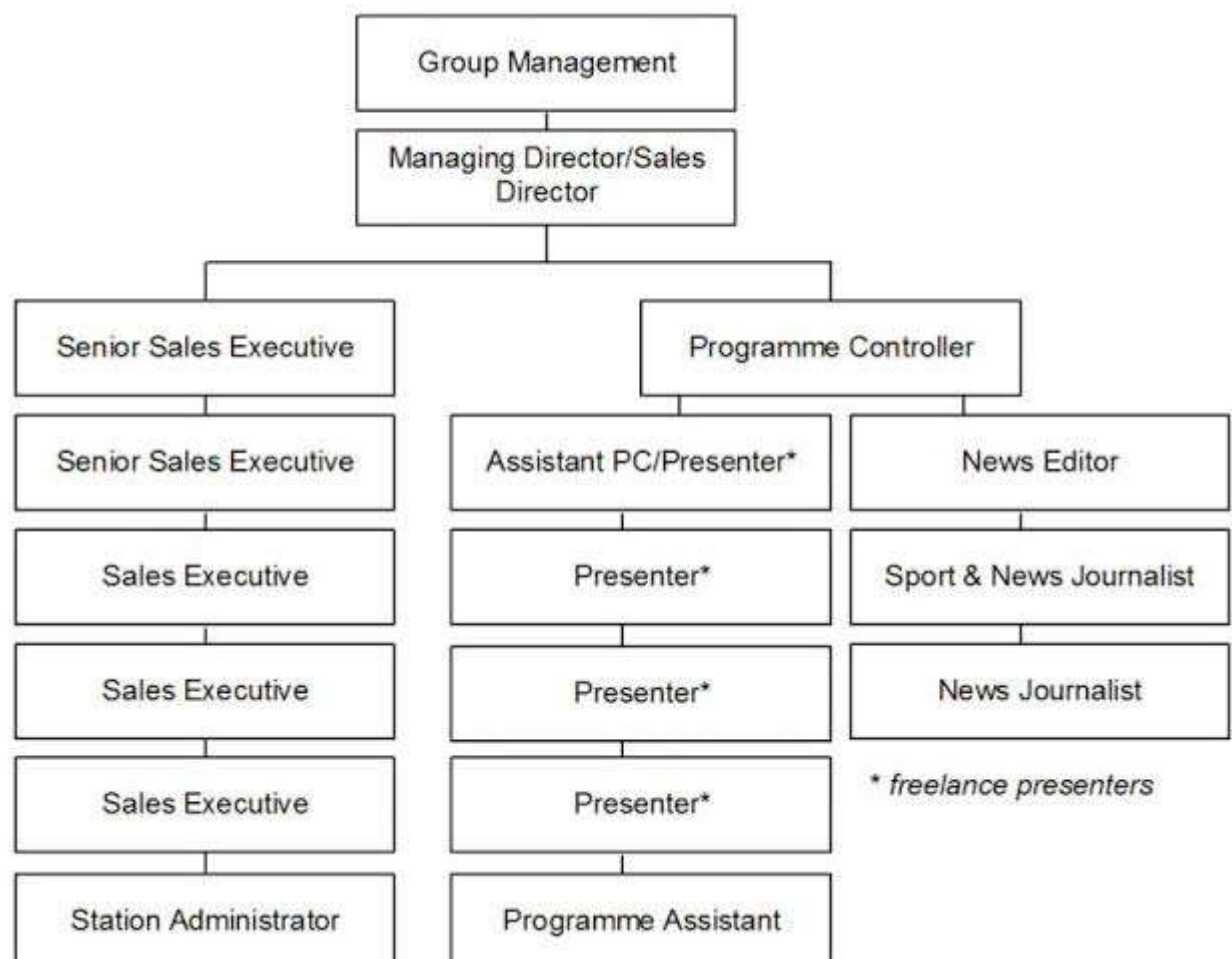 Group Management
Managing Director/Sales
Director
Senior Sales Executive
Programme Controller
Senior Sales Executive
Assistant PC/Presenter*
News Editor
Sales Executive
Presenter*
Sport & News Journalist
Sales Executive
Presenter*
News Journalist
Sales Executive
Presenter*
* freelance presenters
Station Administrator
Programme Assistant